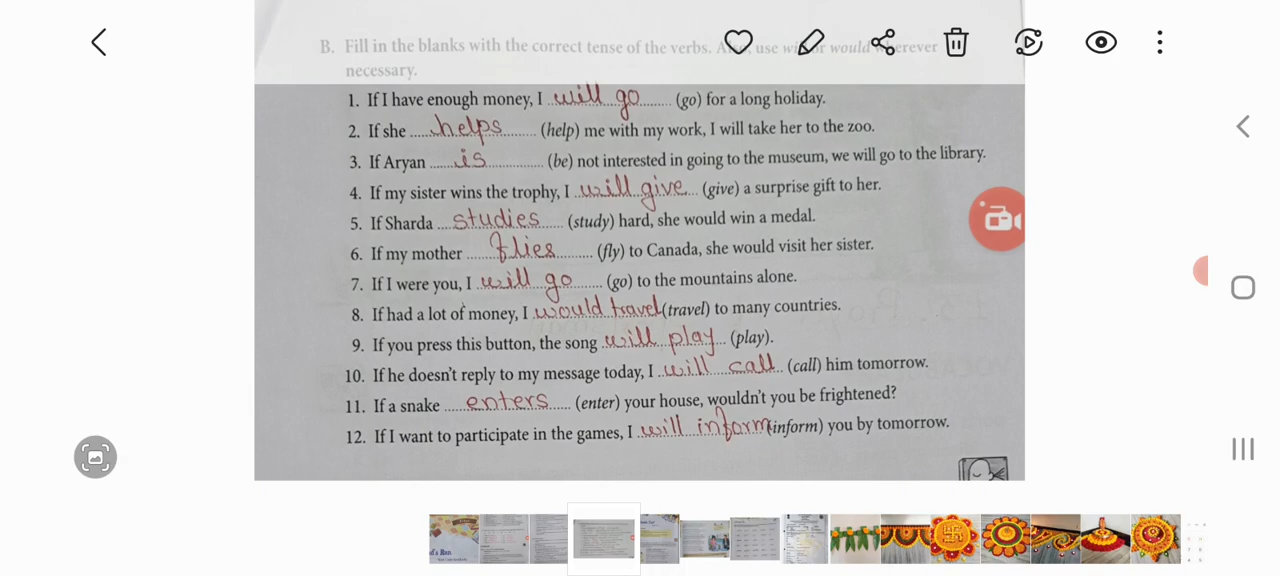 B. Fill in the blanks with the correct tense of the verbs. Also, use will or would wherever
necessary.
1. If I have enough money, I will go (go) for a long holiday.
2. If she helps (help) me with my work, I will take her to the zoo.
3. If Aryan is (be) not interested in going to the museum, we will go to the library.
4. If my sister wins the trophy, I will give (give) a surprise gift to her.
5. If Sharda studies (study) hard, she would win a medal.
6. If my mother flies (fly) to Canada, she would visit her sister.
7. If I were you, I will go (go) to the mountains alone.
8. If had a lot of money, I would travel (travel) to many countries.
9. If you press this button, the song will play (play).
10. If he doesn't reply to my message today, I will call (call) him tomorrow.
11. If a snake enters (enter) your house, wouldn't you be frightened?
12. If I want to participate in the games, I will inform (inform) you by tomorrow.